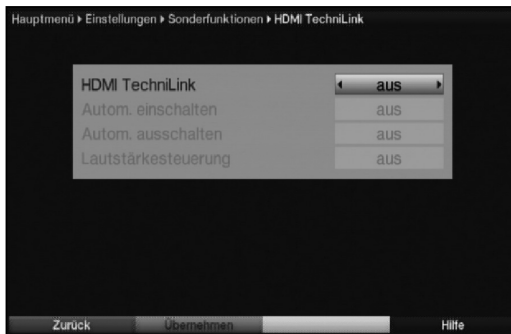 Hauptmenü ▸ Einstellungen ▸ Sonderfunktionen ▸ HDMI TechniLink
HDMI TechniLink aus
Autom. einschalten aus
Autom. ausschalten aus
Lautstärkesteuerung aus
Zurück Übernehmen Hilfe